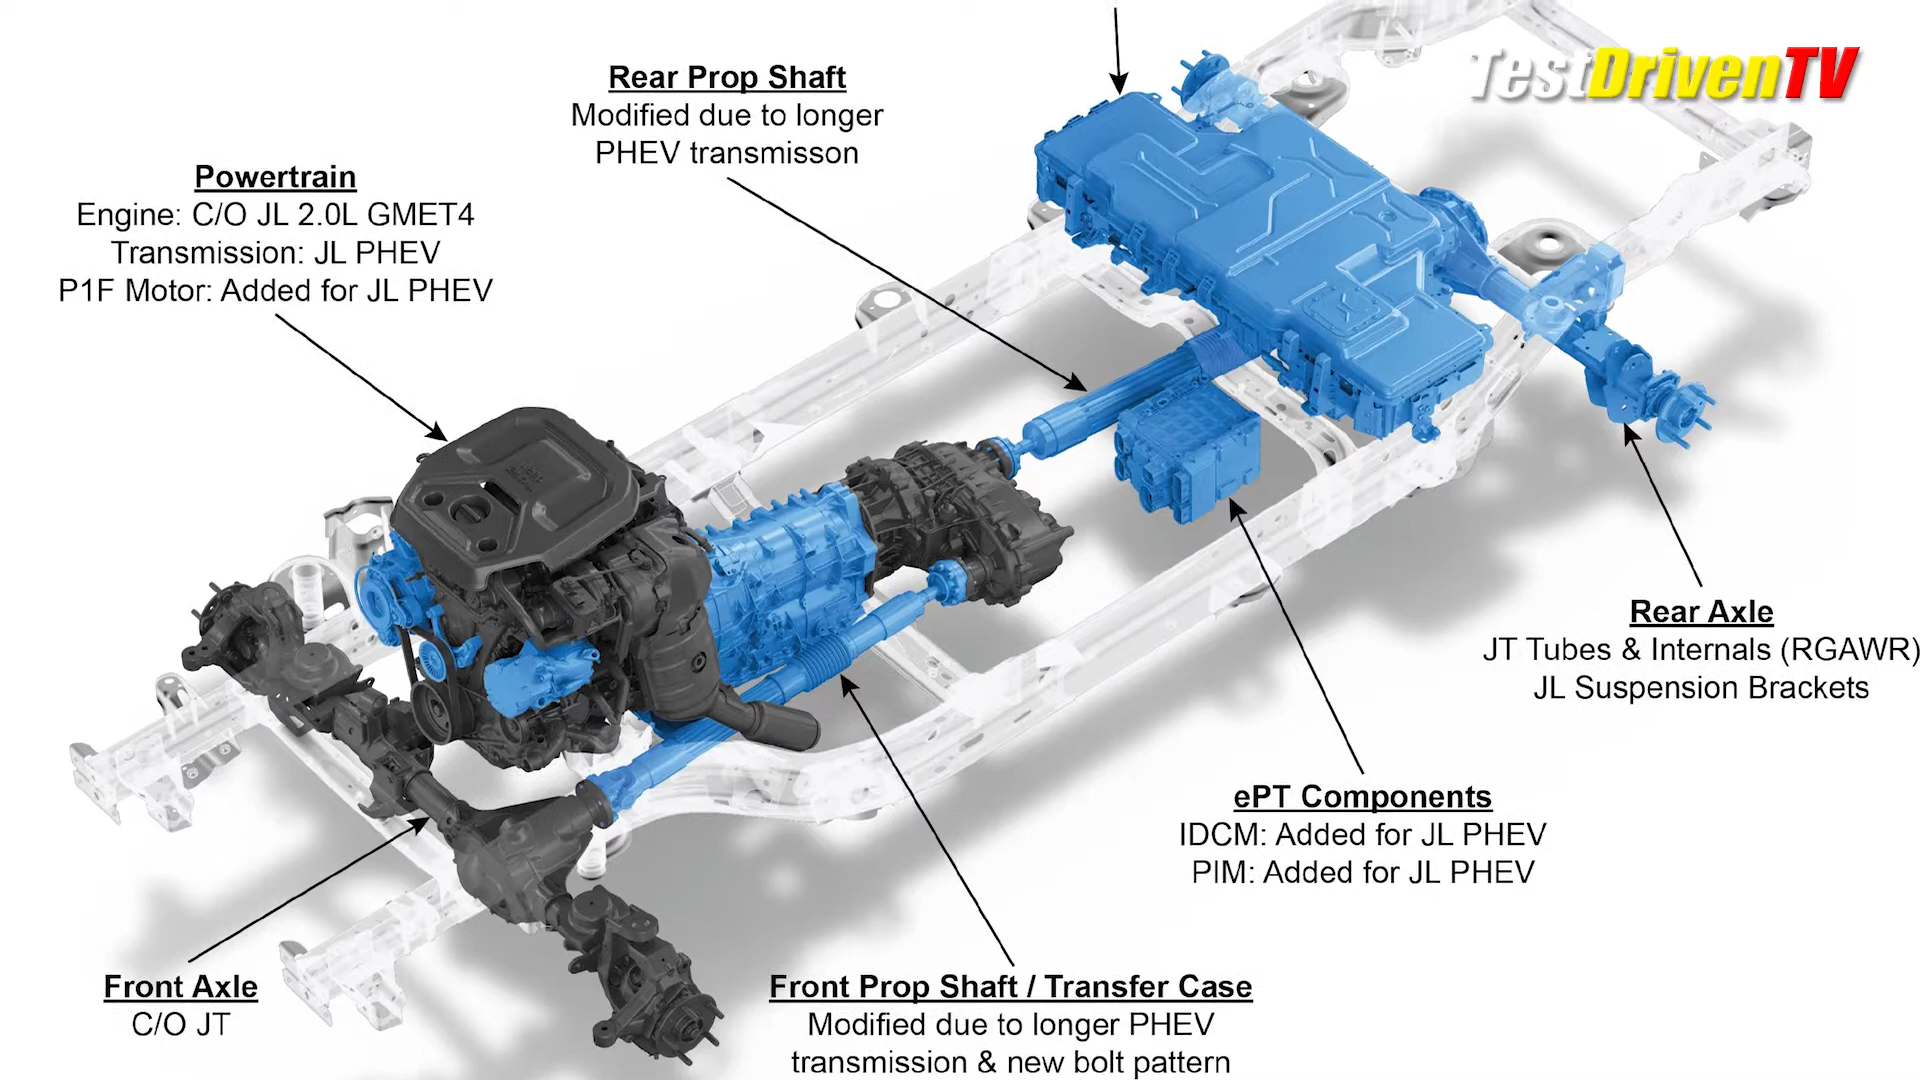 TestDrivenTV
Rear Prop Shaft
Modified due to longer
PHEV transmisson
Powertrain
Engine: C/O JL 2.0L GMET4
Transmission: JL PHEV
P1F Motor: Added for JL PHEV
Rear Axle
JT Tubes & Internals (RGAWR)
JL Suspension Brackets
ePT Components
IDCM: Added for JL PHEV
PIM: Added for JL PHEV
Front Axle
C/O JT
Front Prop Shaft / Transfer Case
Modified due to longer PHEV
transmission & new bolt pattern